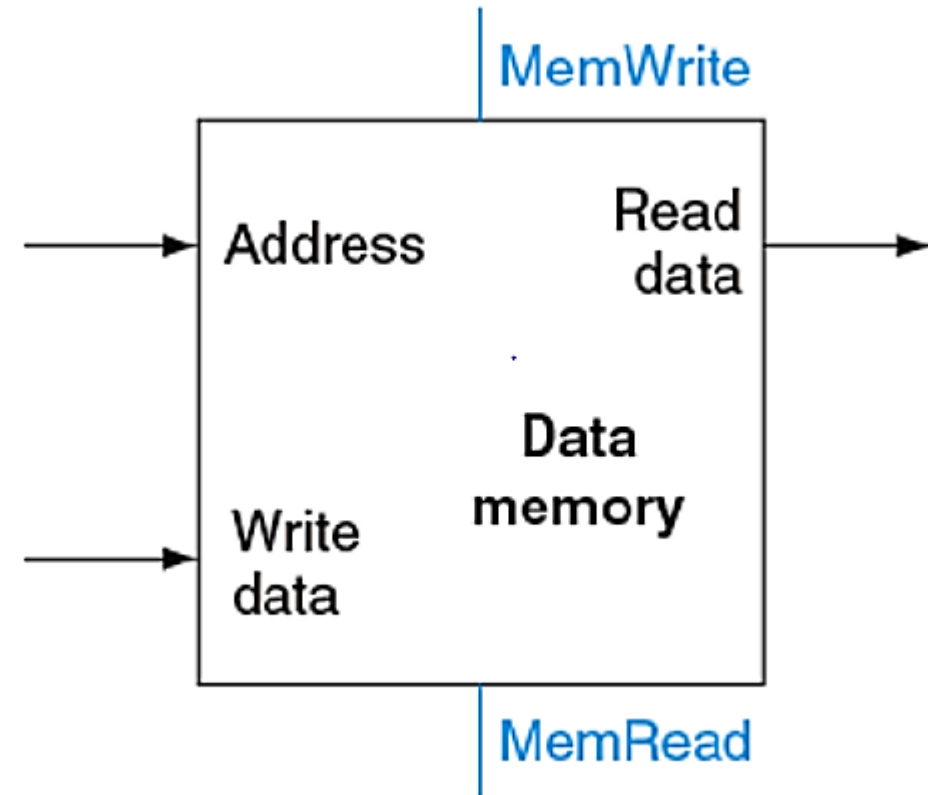 MemWrite
Address
Read
data
Data
memory
Write
data
MemRead